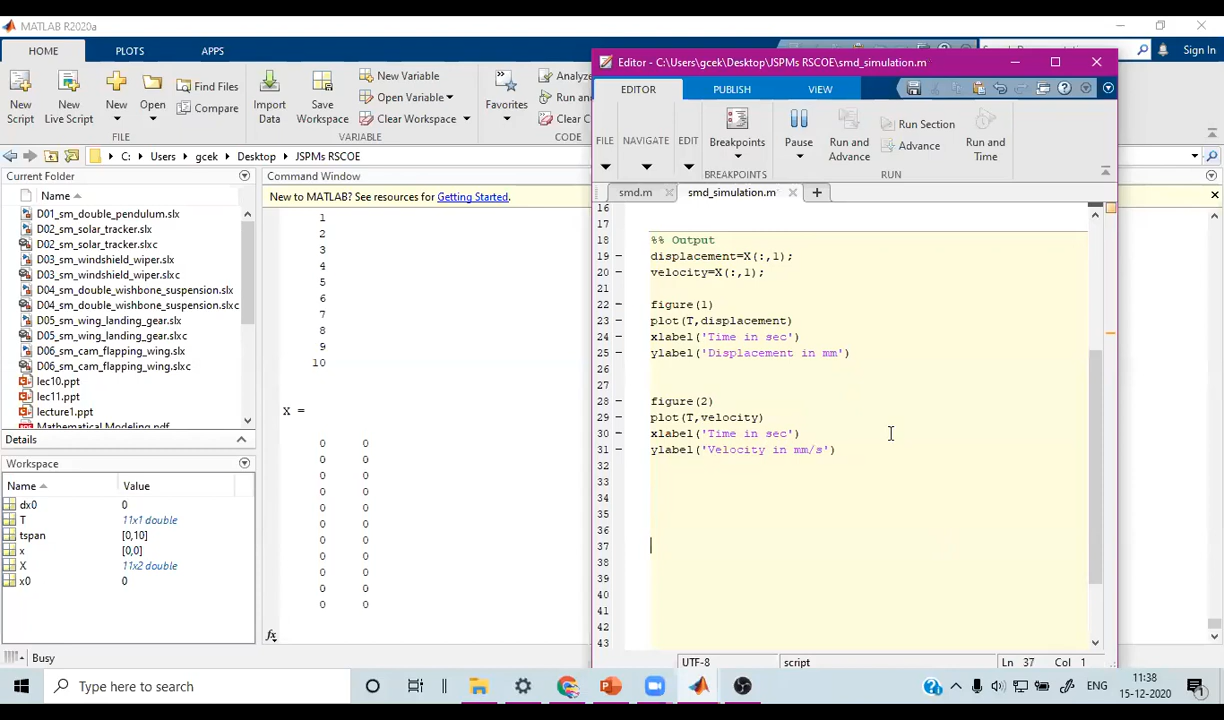 MATLAB R2020a
HOME
PLOTS
APPS
Sign In
New Script
New Live Script
New
Open
Find Files
Compare
Import Data
Save Workspace
New Variable
Open Variable
Clear Workspace
Favorites
Analyze
Run and
Clear C
FILE
VARIABLE
CODE
C:
Users
gcek
Desktop
JSPMs RSCOE
Current Folder
Name
D01_sm_double_pendulum.slx
D02_sm_solar_tracker.slx
D02_sm_solar_tracker.slxc
D03_sm_windshield_wiper.slx
D03_sm_windshield_wiper.slxc
D04_sm_double_wishbone_suspension.slx
D04_sm_double_wishbone_suspension.slxc
D05_sm_wing_landing_gear.slx
D05_sm_wing_landing_gear.slxc
D06_sm_cam_flapping_wing.slx
D06_sm_cam_flapping_wing.slxc
lec10.ppt
lec11.ppt
lecture1.ppt
Mathematical Modeling.pdf
Details
Workspace
Name Value
dx0 0
T 11x1 double
tspan [0,10]
x [0,0]
X 11x2 double
x0 0
Busy
Command Window
New to MATLAB? See resources for Getting Started.
1
2
3
4
5
6
7
8
9
10
X =
0 0
0 0
0 0
0 0
0 0
0 0
0 0
0 0
0 0
0 0
0 0
fx
Editor - C:\Users\gcek\Desktop\JSPMs RSCOE\smd_simulation.m
EDITOR
PUBLISH
VIEW
FILE
NAVIGATE
EDIT
Breakpoints
BREAKPOINTS
Pause
Run and Advance
Run Section
Advance
Run and Time
RUN
smd.m
smd_simulation.m
16
17
18 %% Output
19 displacement=X(:,1);
20 velocity=X(:,1);
21
22 figure(1)
23 plot(T,displacement)
24 xlabel('Time in sec')
25 ylabel('Displacement in mm')
26
27
28 figure(2)
29 plot(T,velocity)
30 xlabel('Time in sec')
31 ylabel('Velocity in mm/s')
32
33
34
35
36
37
38
39
40
41
42
43
UTF-8
script
Ln 37 Col 1
Type here to search
ENG
11:38
15-12-2020